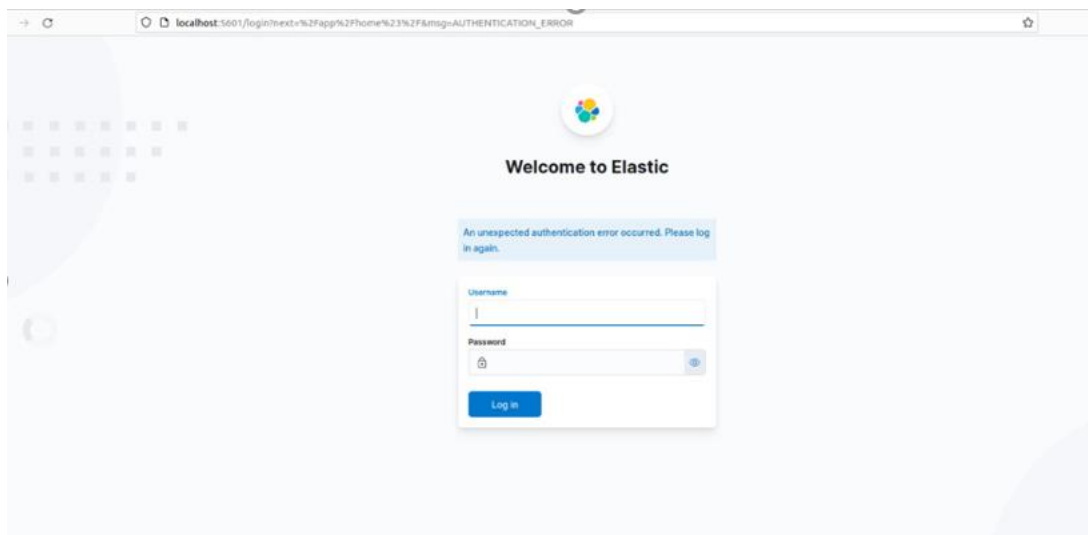 localhost:5601/login?next=%2Fapp%2Fhome%23%2F&msg=AUTHENTICATION_ERROR
Welcome to Elastic
An unexpected authentication error occurred. Please log
in again.
Username
Password
Log in